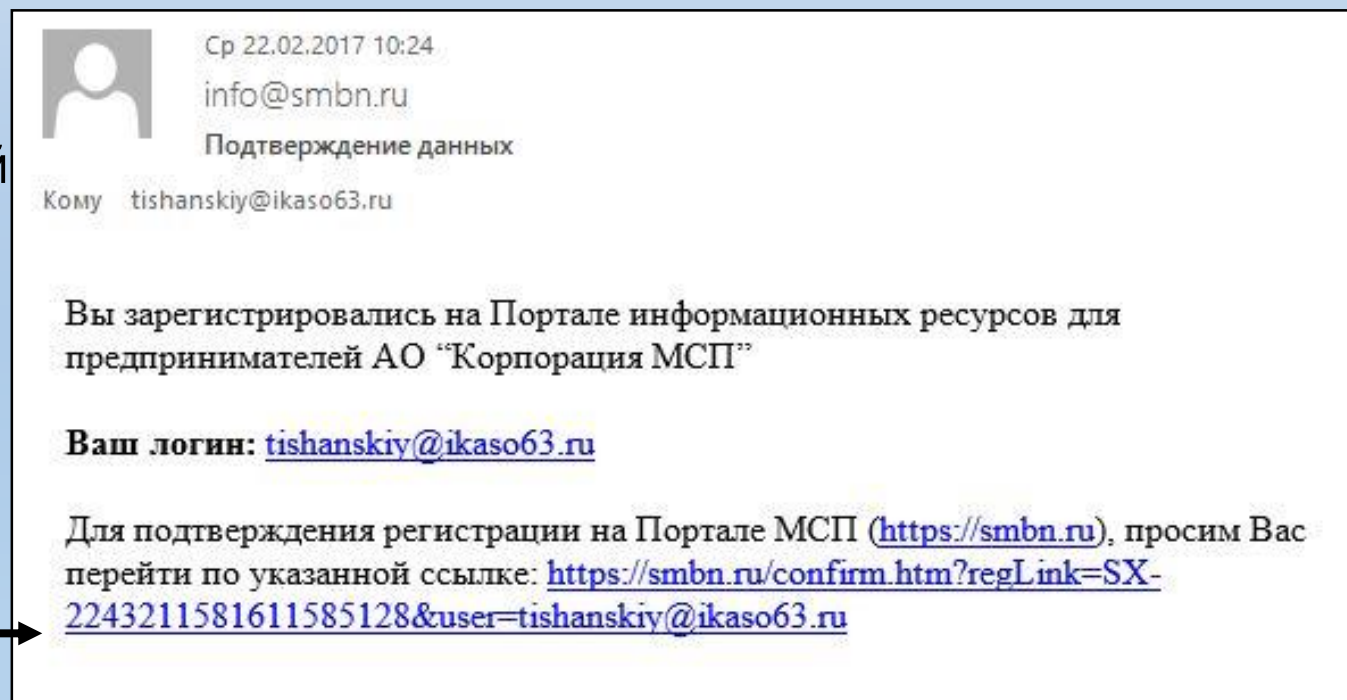 Ср 22.02.2017 10:24
info@smbn.ru
Подтверждение данных
й
Кому tishanskiy@ikaso63.ru
Вы зарегистрировались на Портале информационных ресурсов для
предпринимателей АО “Корпорация МСП”
Ваш логин: tishanskiy@ikaso63.ru
Для подтверждения регистрации на Портале МСП (https://smbn.ru), просим Вас
перейти по указанной ссылке: https://smbn.ru/confirm.htm?regLink=SX-
2243211581611585128&user=tishanskiy@ikaso63.ru